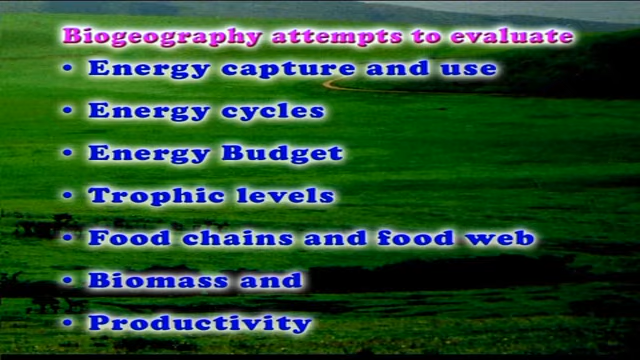 Biogeography attempts to evaluate
• Energy capture and use
• Energy cycles
• Energy Budget
• Trophic levels
• Food chains and food web
• Biomass and
• Productivity